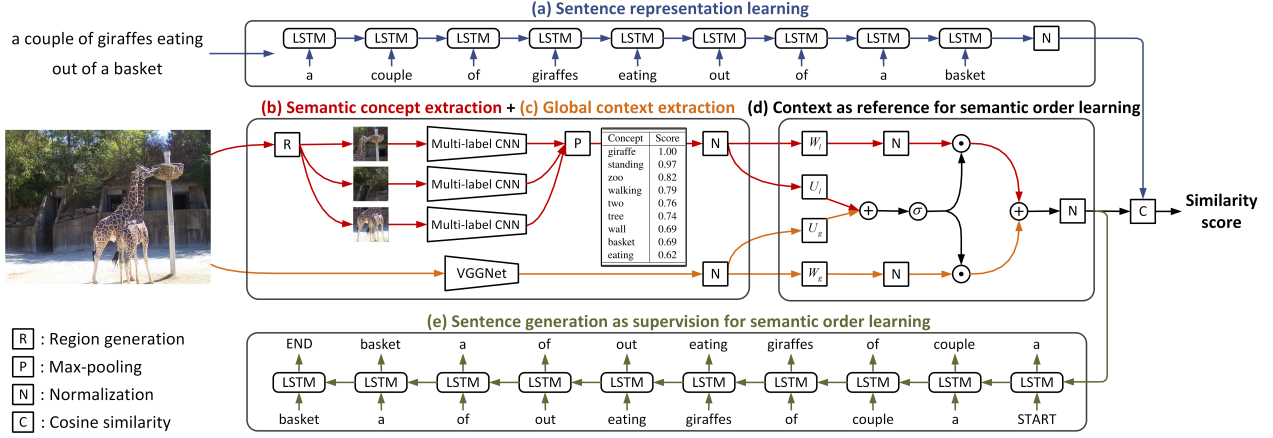 (a) Sentence representation learning
a couple of giraffes eating
out of a basket
LSTM LSTM LSTM LSTM LSTM LSTM LSTM LSTM LSTM N
a couple of giraffes eating out of a basket
(b) Semantic concept extraction + (c) Global context extraction
(d) Context as reference for semantic order learning
R
Multi-label CNN
Multi-label CNN
Multi-label CNN
P
Concept Score
giraffe 1.00
standing 0.97
zoo 0.82
walking 0.79
two 0.76
tree 0.74
wall 0.69
basket 0.69
eating 0.62
N
VGGNet
N
W_l N
U_l
U_g
W_g N
+ σ
+ N C
Similarity
score
(e) Sentence generation as supervision for semantic order learning
END basket a of out eating giraffes of couple a
LSTM LSTM LSTM LSTM LSTM LSTM LSTM LSTM LSTM LSTM
basket a of out eating giraffes of couple a START
R : Region generation
P : Max-pooling
N : Normalization
C : Cosine similarity